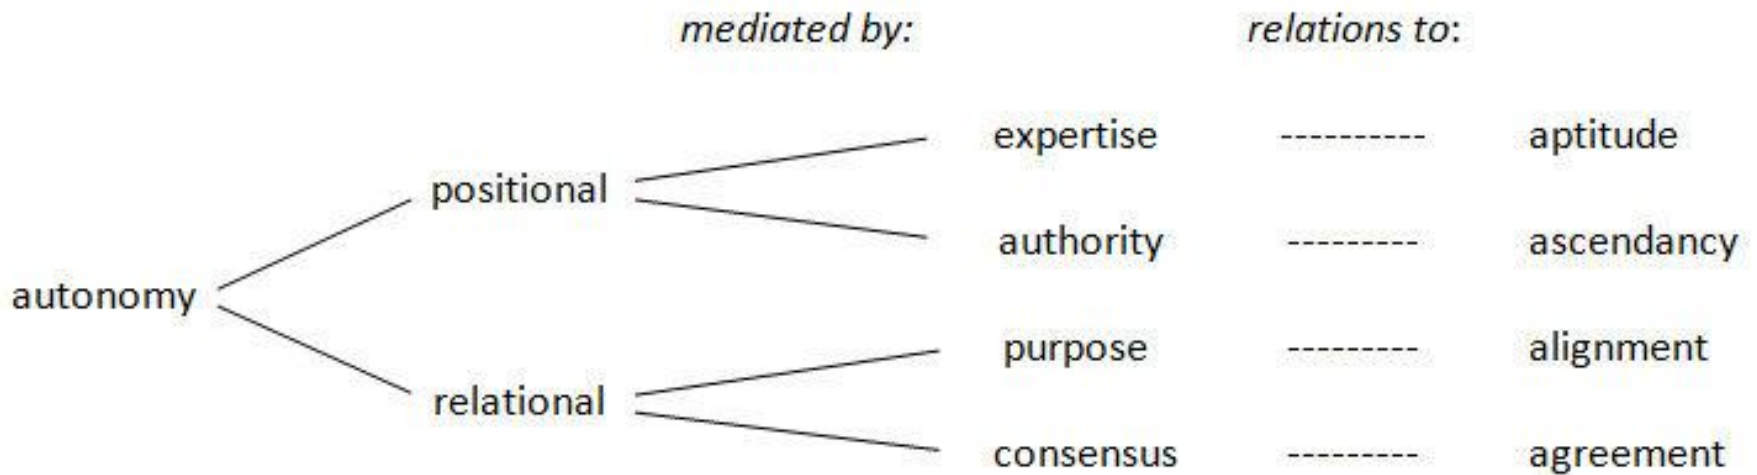 mediated by: relations to:
expertise ---------- aptitude
positional
authority --------- ascendancy
autonomy
purpose --------- alignment
relational
consensus --------- agreement